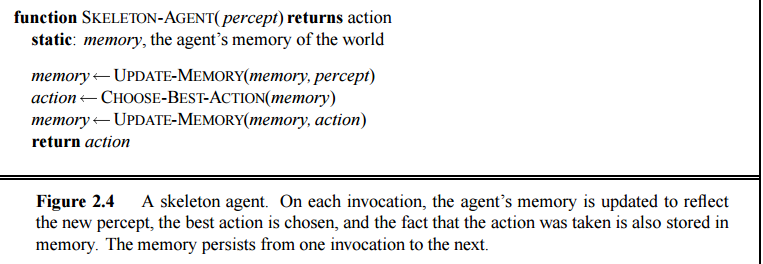 function SKELETON-AGENT( percept) returns action
static: memory, the agent's memory of the world
memory ← UPDATE-MEMORY(memory, percept)
action ← CHOOSE-BEST-ACTION(memory)
memory ← UPDATE-MEMORY(memory, action)
return action
Figure 2.4 A skeleton agent. On each invocation, the agent's memory is updated to reflect
the new percept, the best action is chosen, and the fact that the action was taken is also stored in
memory. The memory persists from one invocation to the next.